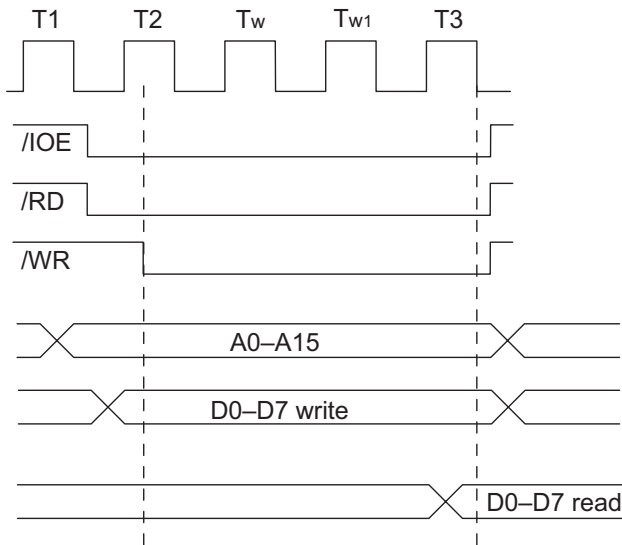 T1 T2 Tw Tw1 T3
/IOE
/RD
/WR
A0–A15
D0–D7 write
D0–D7 read